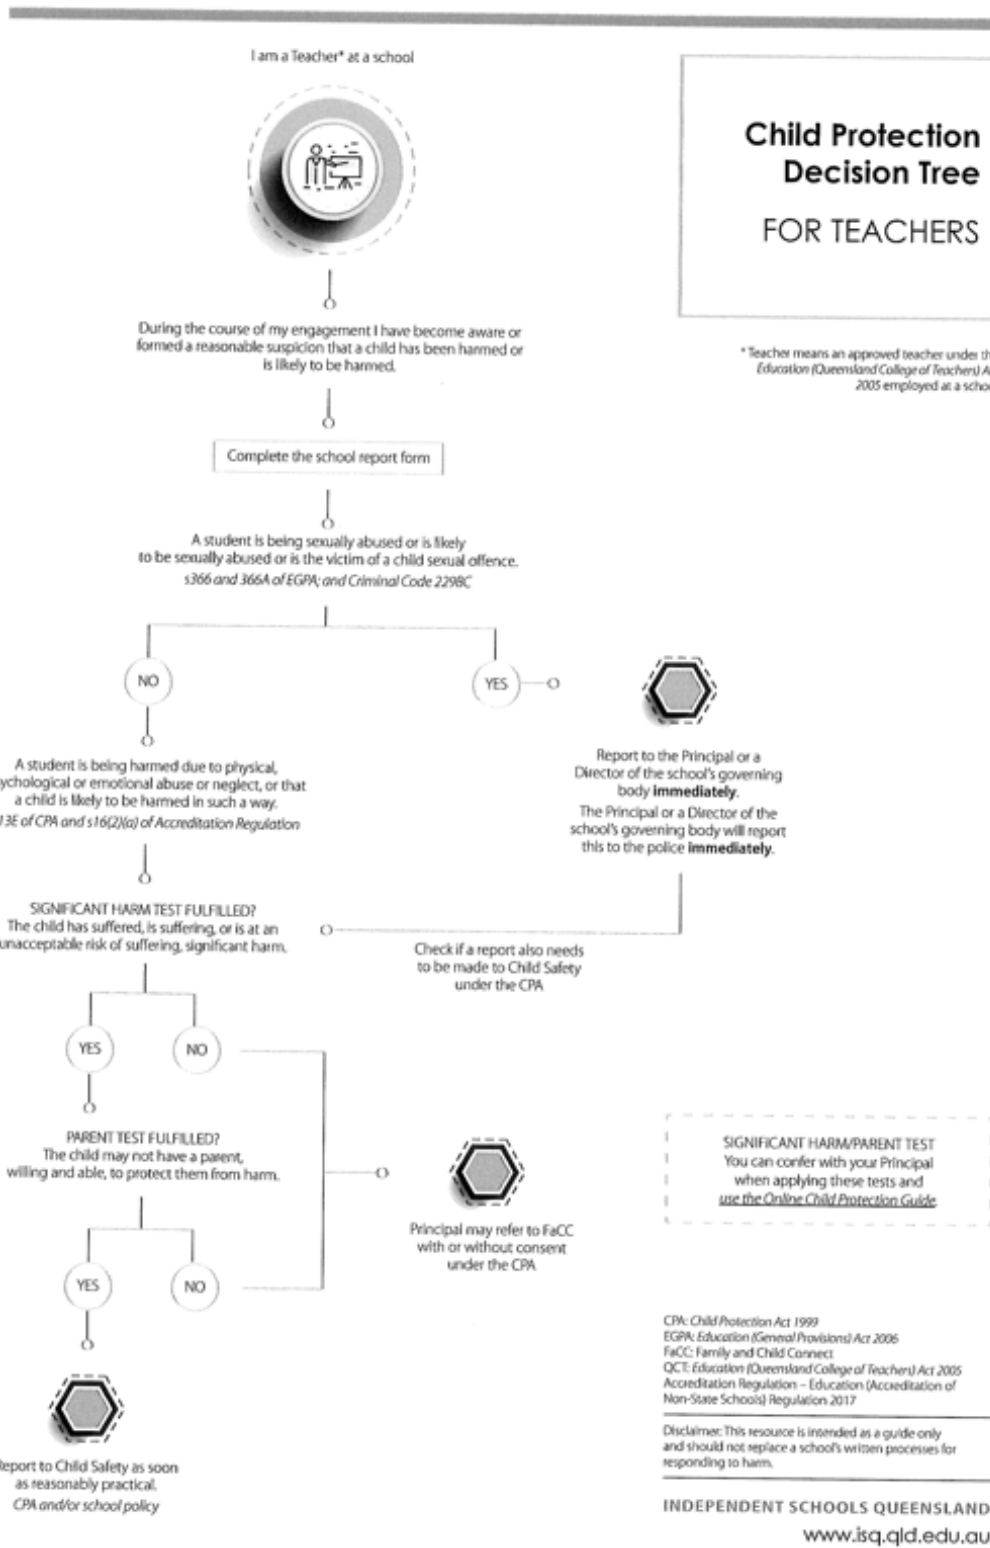 I am a Teacher* at a school
Child Protection
Decision Tree
FOR TEACHERS
During the course of my engagement I have become aware or
formed a reasonable suspicion that a child has been harmed or
is likely to be harmed.
* Teacher means an approved teacher under th
Education (Queensland College of Teachers) A
2005 employed at a schoo
Complete the school report form
A student is being sexually abused or is likely
to be sexually abused or is the victim of a child sexual offence.
s366 and 366A of EGPA; and Criminal Code 229BC
NO
YES
A student is being harmed due to physical,
ychological or emotional abuse or neglect, or that
a child is likely to be harmed in such a way.
13E of CPA and s16(2)(a) of Accreditation Regulation
Report to the Principal or a
Director of the school's governing
body immediately.
The Principal or a Director of the
school's governing body will report
this to the police immediately.
SIGNIFICANT HARM TEST FULFILLED?
The child has suffered, is suffering, or is at an
unacceptable risk of suffering, significant harm.
Check if a report also needs
to be made to Child Safety
under the CPA
YES
NO
PARENT TEST FULFILLED?
The child may not have a parent,
willing and able, to protect them from harm.
Principal may refer to FaCC
with or without consent
under the CPA
SIGNIFICANT HARM/PARENT TEST
You can confer with your Principal
when applying these tests and
use the Online Child Protection Guide.
YES
NO
Report to Child Safety as soon
as reasonably practical.
CPA and/or school policy
CPA: Child Protection Act 1999
EGPA: Education (General Provisions) Act 2006
FaCC: Family and Child Connect
QCT: Education (Queensland College of Teachers) Act 2005
Accreditation Regulation – Education (Accreditation of
Non-State Schools) Regulation 2017
Disclaimer: This resource is intended as a guide only
and should not replace a school's written processes for
responding to harm.
INDEPENDENT SCHOOLS QUEENSLAND
www.isq.qld.edu.au